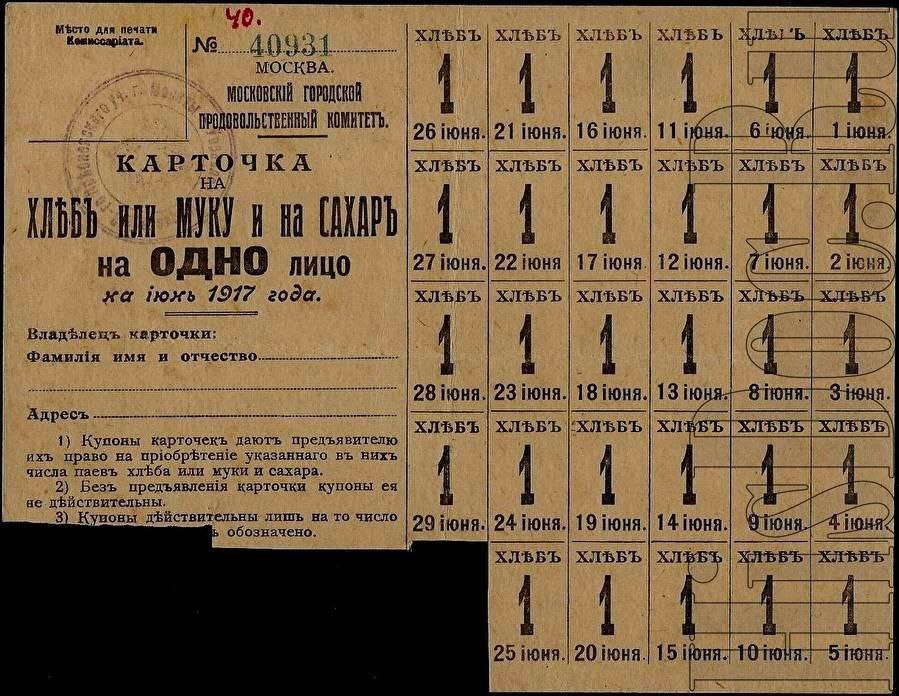 Мѣсто для печати
Комиссаріата.
40.
№ 40931
МОСКВА.
МОСКОВСКІЙ ГОРОДСКОЙ
ПРОДОВОЛЬСТВЕННЫЙ КОМИТЕТЪ.
КАРТОЧКА
НА
ХЛѢБЪ или МУКУ и на САХАРЪ
на ОДНО лицо
на іюнь 1917 года.
Владѣлецъ карточки:
Фамилія имя и отчество
Адресъ
1) Купоны карточекъ даютъ предъявителю
ихъ право на пріобрѣтеніе указаннаго въ нихъ
числа паевъ хлѣба или муки и сахара.
2) Безъ предъявленія карточки купоны ея
не дѣйствительны.
3) Купоны дѣйствительны лишь на то число
ъ обозначено.
ХЛѢБЪ ХЛѢБЪ ХЛѢБЪ ХЛѢБЪ ХЛѢБЪ ХЛѢБЪ
1 1 1 1 1 1
26 іюня. 21 іюня. 16 іюня. 11 іюня. 6 іюня. 1 іюня.
ХЛѢБЪ ХЛѢБЪ ХЛѢБЪ ХЛѢБЪ ХЛѢБЪ ХЛѢБЪ
1 1 1 1 1 1
27 іюня. 22 іюня 17 іюня. 12 іюня. 7 іюня. 2 іюня.
ХЛѢБЪ ХЛѢБЪ ХЛѢБЪ ХЛѢБЪ ХЛѢБЪ ХЛѢБЪ
1 1 1 1 1 1
28 іюня. 23 іюня. 18 іюня. 13 іюня. 8 іюня. 3 іюня.
ХЛѢБЪ ХЛѢБЪ ХЛѢБЪ ХЛѢБЪ ХЛѢБЪ ХЛѢБЪ
1 1 1 1 1 1
29 іюня. 24 іюня. 19 іюня. 14 іюня. 9 іюня. 4 іюня.
ХЛѢБЪ ХЛѢБЪ ХЛѢБЪ ХЛѢБЪ ХЛѢБЪ
1 1 1 1 1
25 іюня. 20 іюня. 15 іюня. 10 іюня. 5 іюня.